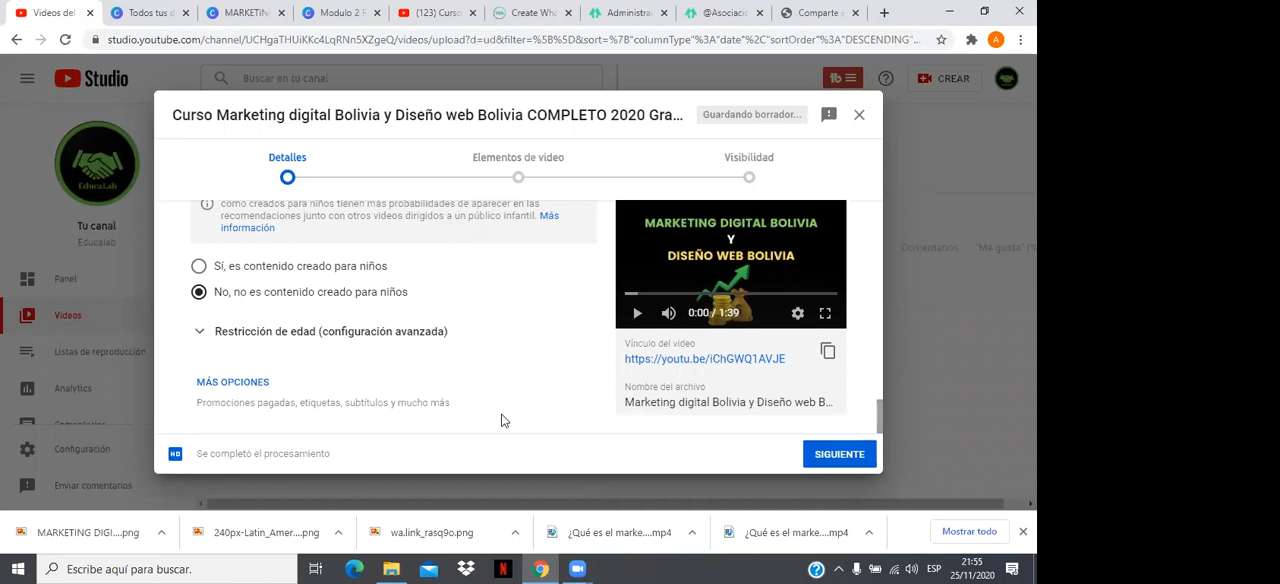 Videos del
Todos tus d
MARKETIN
Modulo 2 F
(123) Curso
Create Wha
Administrar
@Asociacio
Comparte e
studio.youtube.com/channel/UCHgaTHUiKKc4LqRNn5XZgeQ/videos/upload?d=ud&filter=%5B%5D&sort=%7B"columnType"%3A"date"%2C"sortOrder"%3A"DESCENDING"...
A
Studio
Buscar en tu canal
tb
CREAR
Curso Marketing digital Bolivia y Diseño web Bolivia COMPLETO 2020 Gra...
Guardando borrador...
Detalles
Elementos de video
Visibilidad
EducaLab
Tu canal
Educalab
Panel
Videos
Listas de reproducción
Analytics
Comentarios
Configuración
Enviar comentarios
Comentarios
"Me gusta" (%
como creados para niños tienen más probabilidades de aparecer en las
recomendaciones junto con otros videos dirigidos a un público infantil. Más
información
Sí, es contenido creado para niños
No, no es contenido creado para niños
Restricción de edad (configuración avanzada)
MÁS OPCIONES
Promociones pagadas, etiquetas, subtítulos y mucho más
MARKETING DIGITAL BOLIVIA
Y
DISEÑO WEB BOLIVIA
0:00 / 1:39
Vínculo del video
https://youtu.be/iChGWQ1AVJE
Nombre del archivo
Marketing digital Bolivia y Diseño web B...
HD
Se completó el procesamiento
SIGUIENTE
MARKETING DIGI....png
240px-Latin_Amer....png
wa.link_rasq9o.png
¿Qué es el marke....mp4
¿Qué es el marke....mp4
Mostrar todo
Escribe aquí para buscar.
N
ESP
21:55
25/11/2020